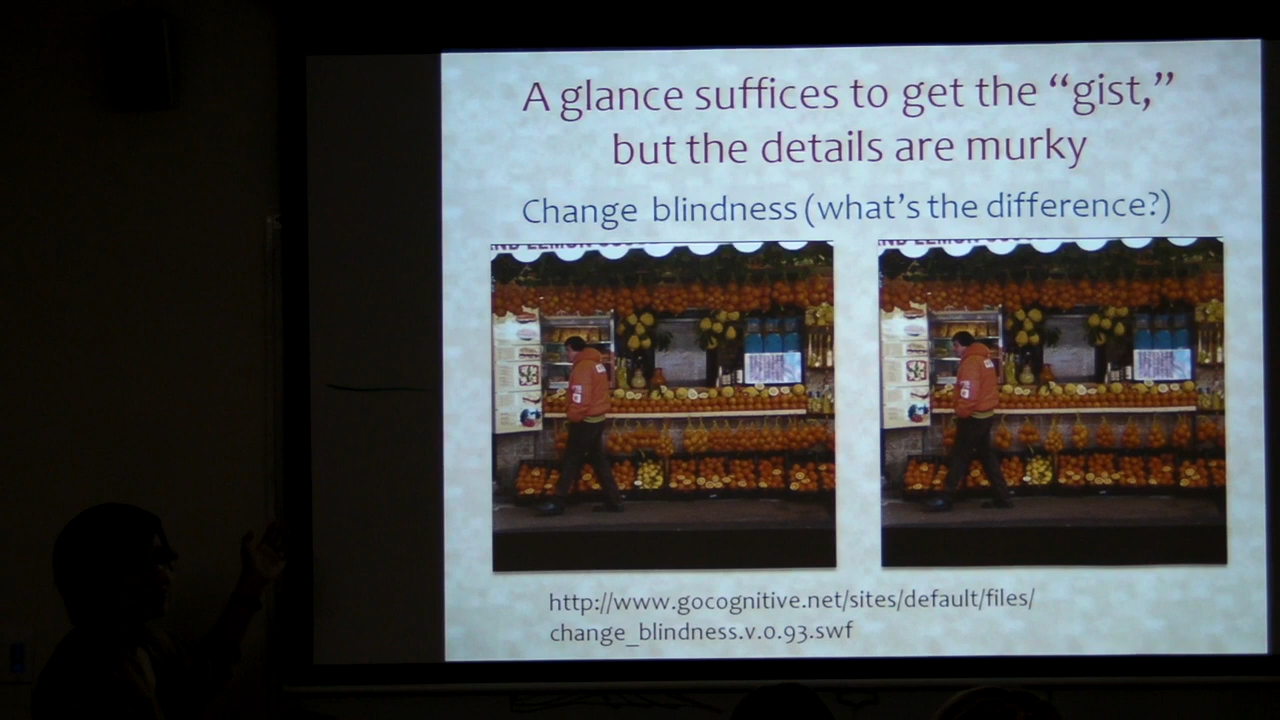 A glance suffices to get the “gist,”
but the details are murky
Change blindness (what’s the difference?)
http://www.gocognitive.net/sites/default/files/
change_blindness.v.0.93.swf